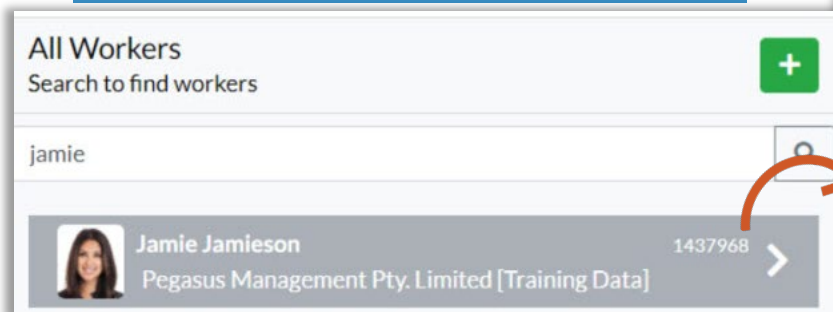 All Workers
Search to find workers
+
jamie
Jamie Jamieson 1437968
Pegasus Management Pty. Limited [Training Data]